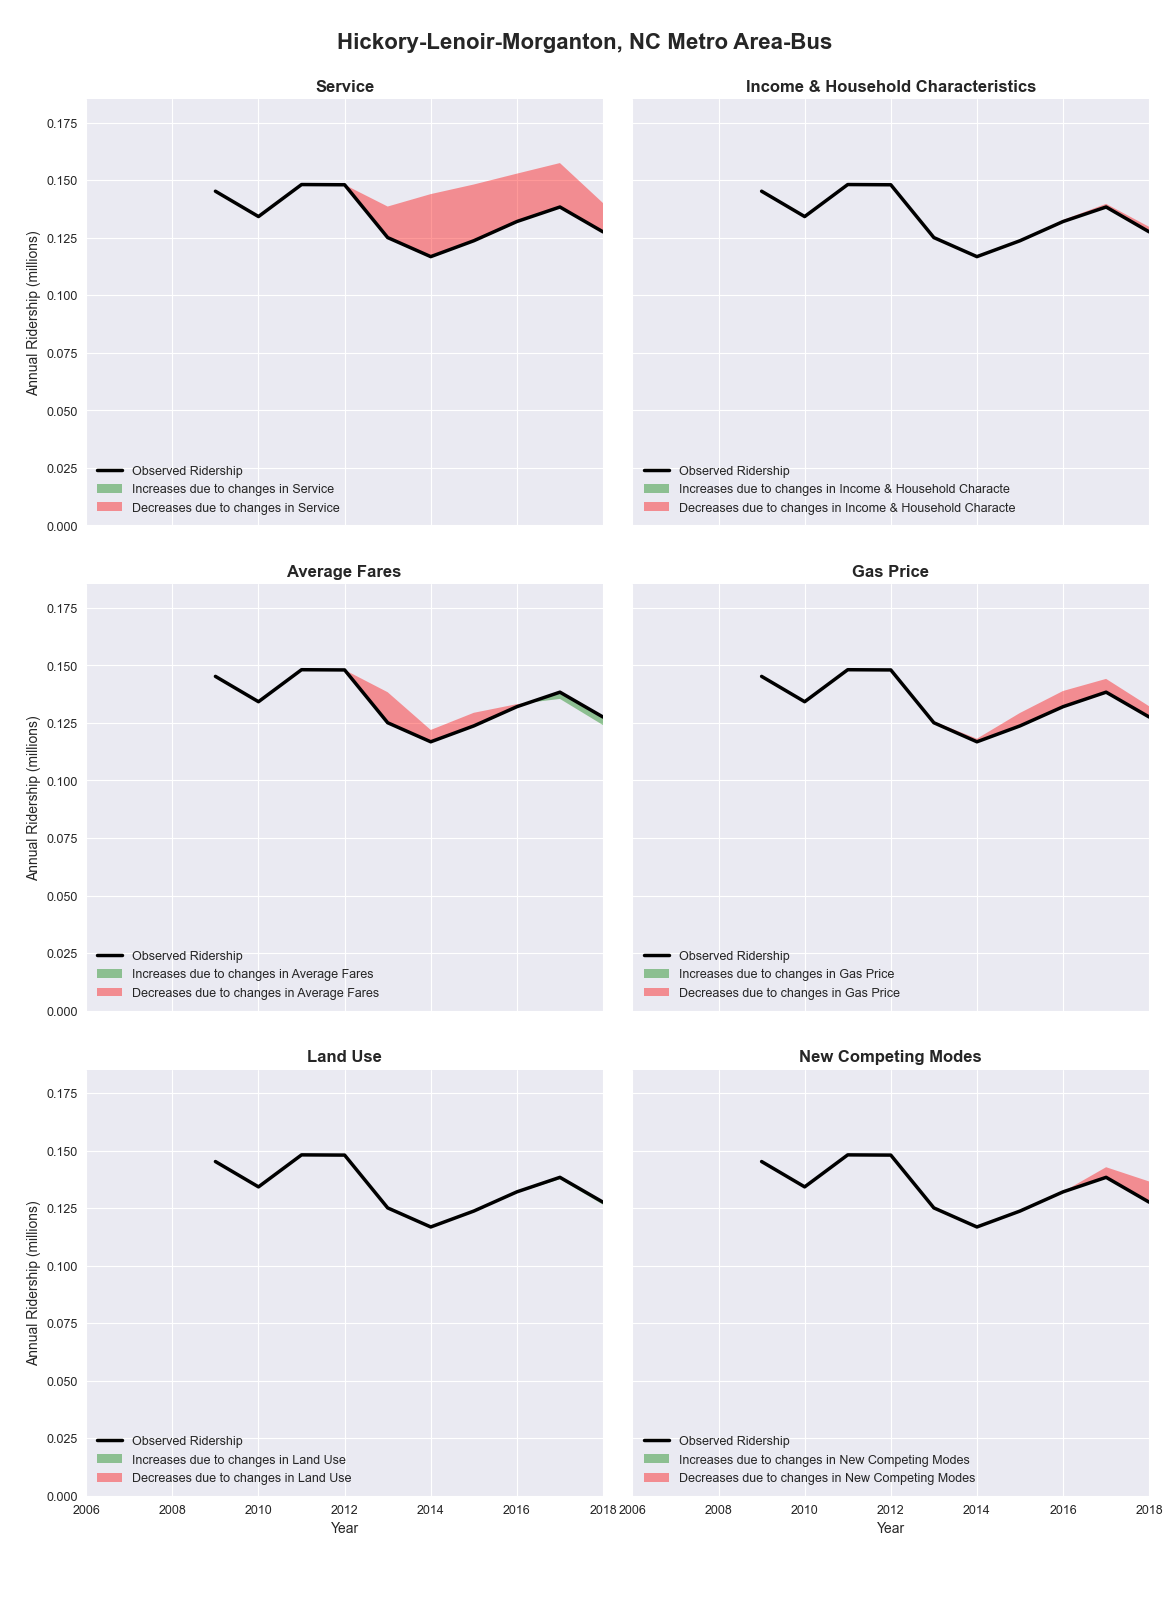 Hickory-Lenoir-Morganton, NC Metro Area-Bus
Service
Income & Household Characteristics
0.175
0.150
0.125
0.100
0.075
0.050
0.025
0.000
Annual Ridership (millions)
Observed Ridership
Increases due to changes in Service
Decreases due to changes in Service
Observed Ridership
Increases due to changes in Income & Household Characte
Decreases due to changes in Income & Household Characte
Average Fares
Gas Price
0.175
0.150
0.125
0.100
0.075
0.050
0.025
0.000
Annual Ridership (millions)
Observed Ridership
Increases due to changes in Average Fares
Decreases due to changes in Average Fares
Observed Ridership
Increases due to changes in Gas Price
Decreases due to changes in Gas Price
Land Use
New Competing Modes
0.175
0.150
0.125
0.100
0.075
0.050
0.025
0.000
Annual Ridership (millions)
Observed Ridership
Increases due to changes in Land Use
Decreases due to changes in Land Use
Observed Ridership
Increases due to changes in New Competing Modes
Decreases due to changes in New Competing Modes
2006 2008 2010 2012 2014 2016 2018
2006 2008 2010 2012 2014 2016 2018
Year
Year